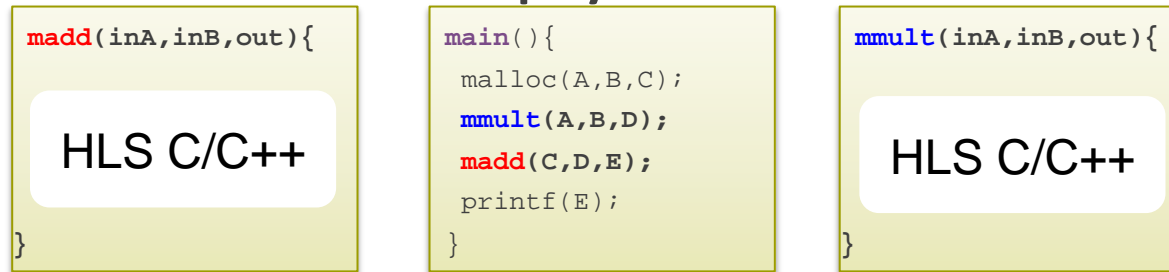 madd(inA,inB,out){
HLS C/C++
}
main(){
malloc(A,B,C);
mmult(A,B,D);
madd(C,D,E);
printf(E);
}
mmult(inA,inB,out){
HLS C/C++
}